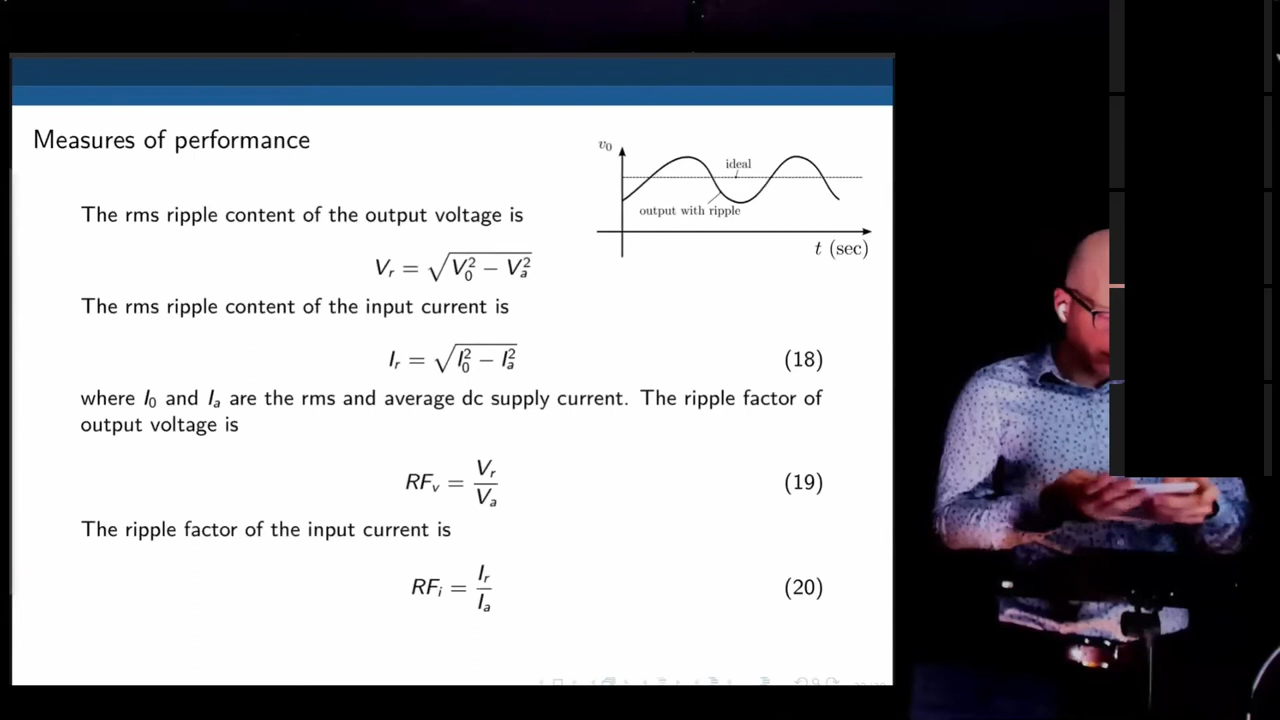 Measures of performance
v₀
ideal
output with ripple
t (sec)
The rms ripple content of the output voltage is
Vᵣ = √(V₀² − Vₐ²)
The rms ripple content of the input current is
Iᵣ = √(I₀² − Iₐ²) (18)
where I₀ and Iₐ are the rms and average dc supply current. The ripple factor of
output voltage is
RFᵥ = Vᵣ/Vₐ (19)
The ripple factor of the input current is
RFᵢ = Iᵣ/Iₐ (20)